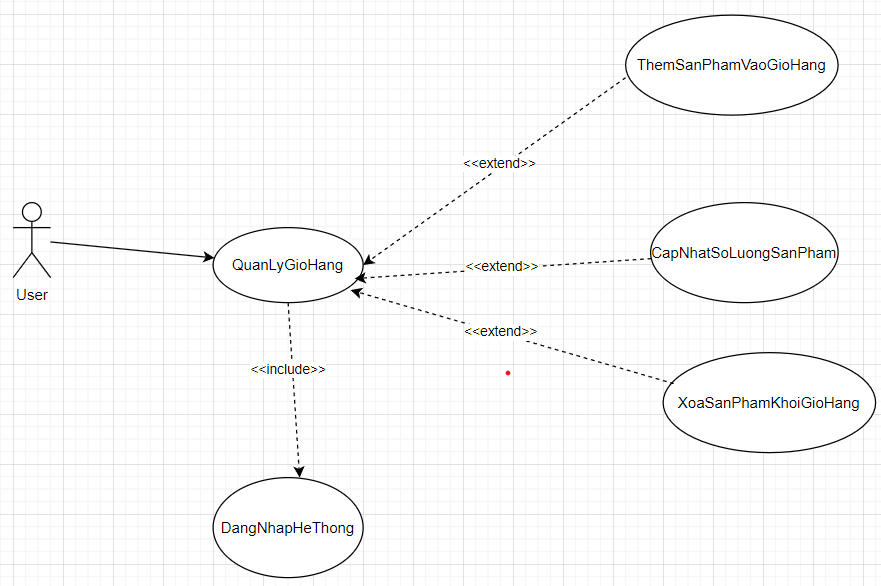 ThemSanPhamVaoGioHang
<<extend>>
CapNhatSoLuongSanPham
QuanLyGioHang
<<extend>>
User
<<extend>>
<<include>>
XoaSanPhamKhoiGioHang
DangNhapHeThong